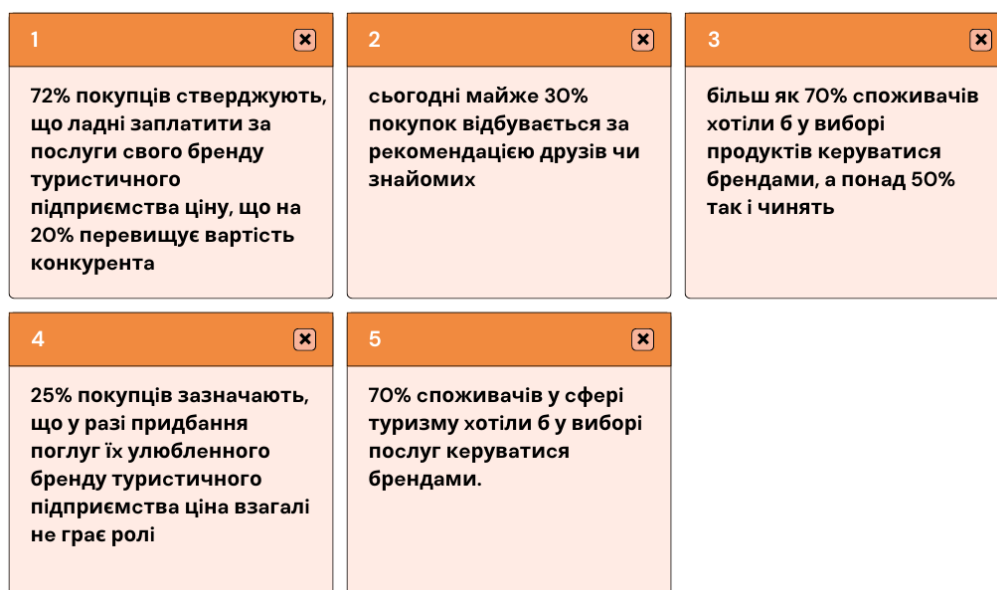 1
72% покупців стверджують,
що ладні заплатити за
послуги свого бренду
туристичного
підприємства ціну, що на
20% перевищує вартість
конкурента
2
сьогодні майже 30%
покупок відбувається за
рекомендацією друзів чи
знайомих
3
більш як 70% споживачів
хотіли б у виборі
продуктів керуватися
брендами, а понад 50%
так і чинять
4
25% покупців зазначають,
що у разі придбання
поглуг їх улюбленного
бренду туристичного
підприємства ціна взагалі
не грає ролі
5
70% споживачів у сфері
туризму хотіли б у виборі
послуг керуватися
брендами.